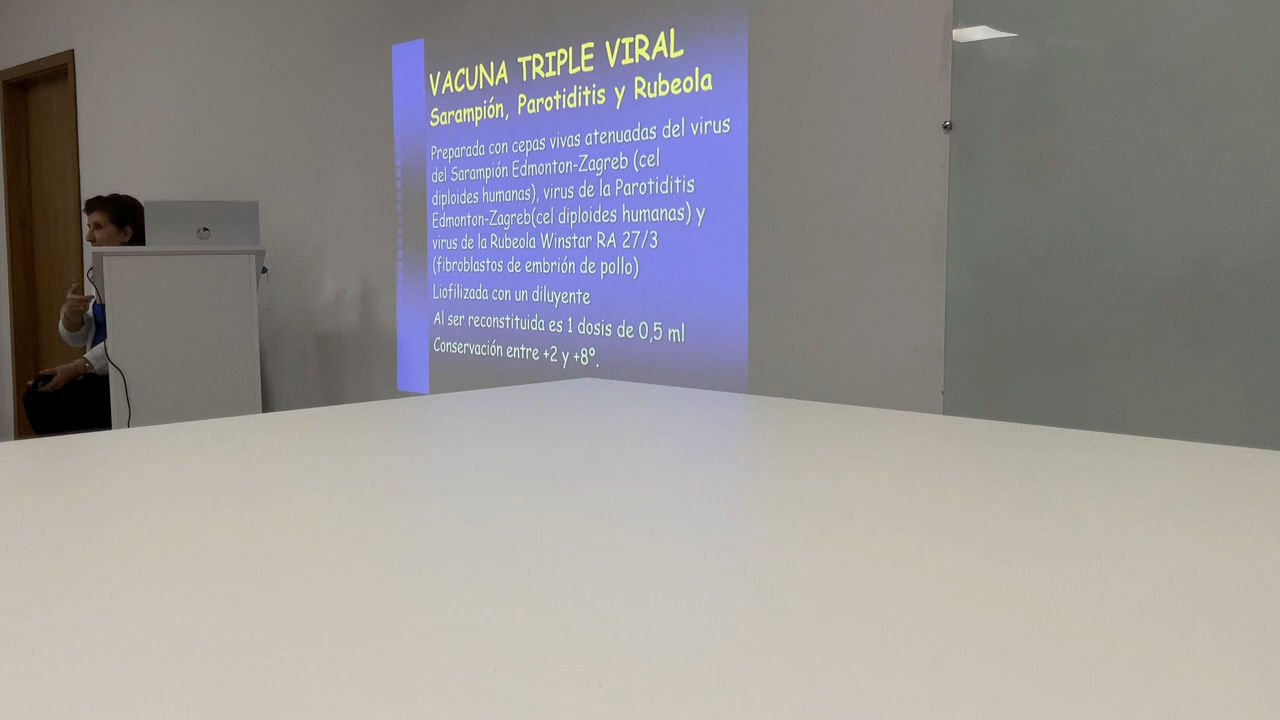 VACUNA TRIPLE VIRAL
Sarampión, Parotiditis y Rubeola
Preparada con cepas vivas atenuadas del virus
del Sarampión Edmonton-Zagreb (cel
diploides humanas), virus de la Parotiditis
Edmonton-Zagreb(cel diploides humanas) y
virus de la Rubeola Winstar RA 27/3
(fibroblastos de embrión de pollo)
Liofilizada con un diluyente
Al ser reconstituida es 1 dosis de 0,5 ml
Conservación entre +2 y +8º.
hp